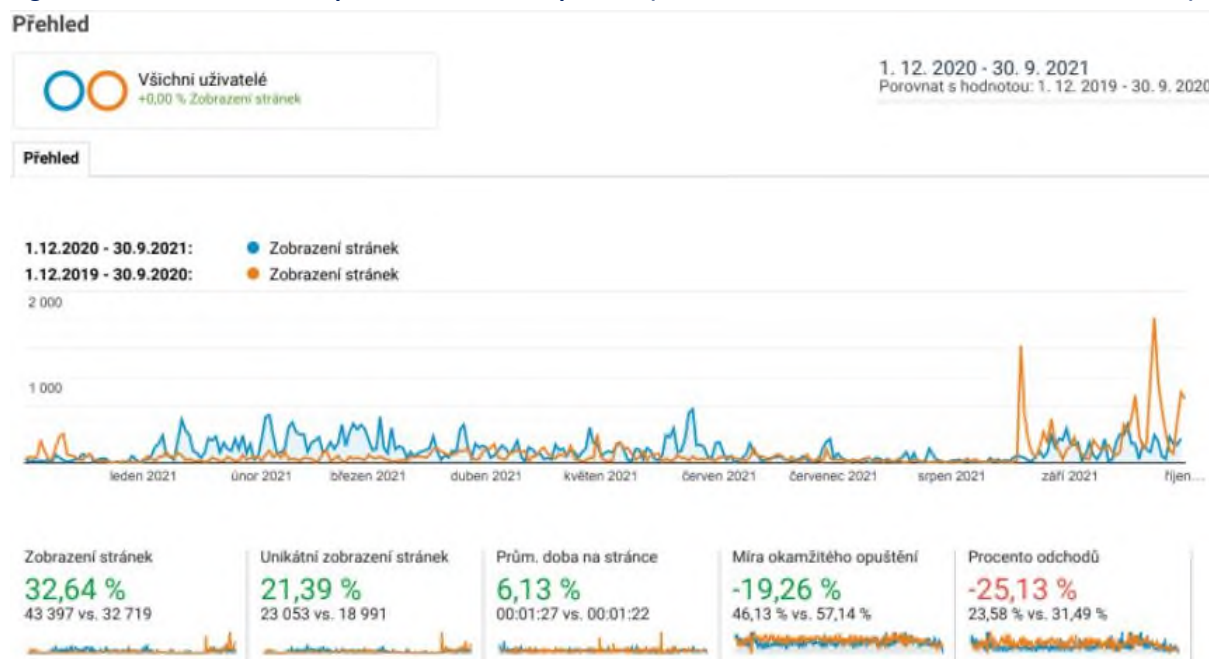 Přehled
Všichni uživatelé
+0,00 % Zobrazení stránek
1. 12. 2020 - 30. 9. 2021
Porovnat s hodnotou: 1. 12. 2019 - 30. 9. 2020
Přehled
1.12.2020 - 30.9.2021: Zobrazení stránek
1.12.2019 - 30.9.2020: Zobrazení stránek
2 000
1 000
leden 2021 únor 2021 březen 2021 duben 2021 květen 2021 červen 2021 červenec 2021 srpen 2021 září 2021 říjen...
Zobrazení stránek Unikátní zobrazení stránek Prům. doba na stránce Míra okamžitého opuštění Procento odchodů
32,64 % 21,39 % 6,13 % -19,26 % -25,13 %
43 397 vs. 32 719 23 053 vs. 18 991 00:01:27 vs. 00:01:22 46,13 % vs. 57,14 % 23,58 % vs. 31,49 %